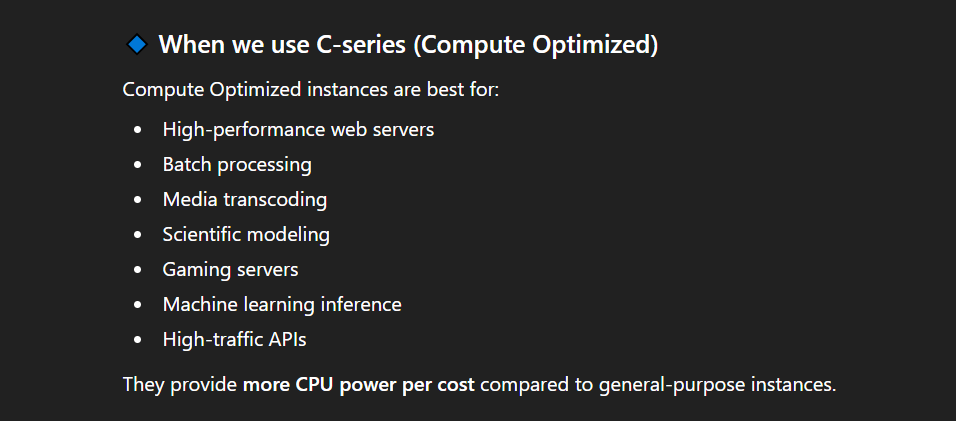 When we use C-series (Compute Optimized)
Compute Optimized instances are best for:
• High-performance web servers
• Batch processing
• Media transcoding
• Scientific modeling
• Gaming servers
• Machine learning inference
• High-traffic APIs
They provide more CPU power per cost compared to general-purpose instances.